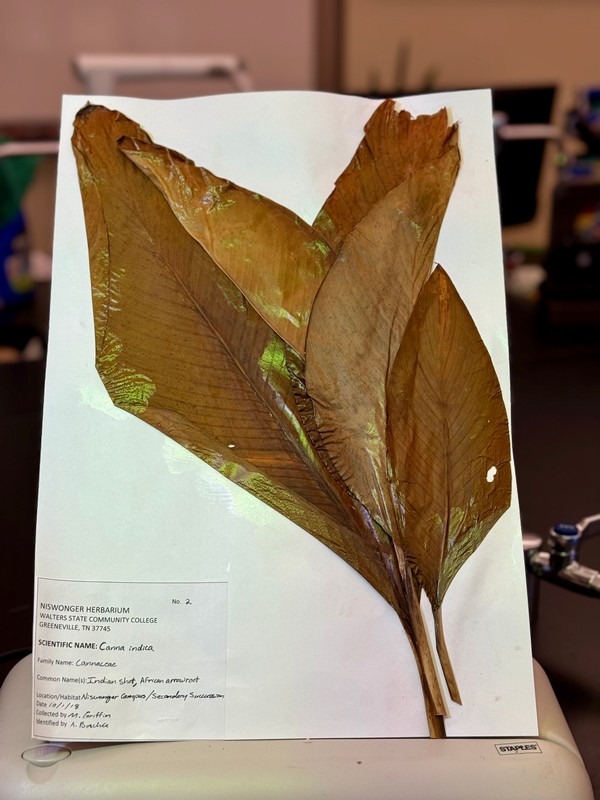 No. 2
NISWONGER HERBARIUM
WALTERS STATE COMMUNITY COLLEGE
GREENEVILLE, TN 37745
SCIENTIFIC NAME: Canna indica
Family Name: Cannaceae
Common Name(s): Indian shot, African arrowroot
Location/Habitat Niswonger Campus/Secondary Succession
Date 10/1/18
Collected by M. Griffin
Identified by A.
STAPLES